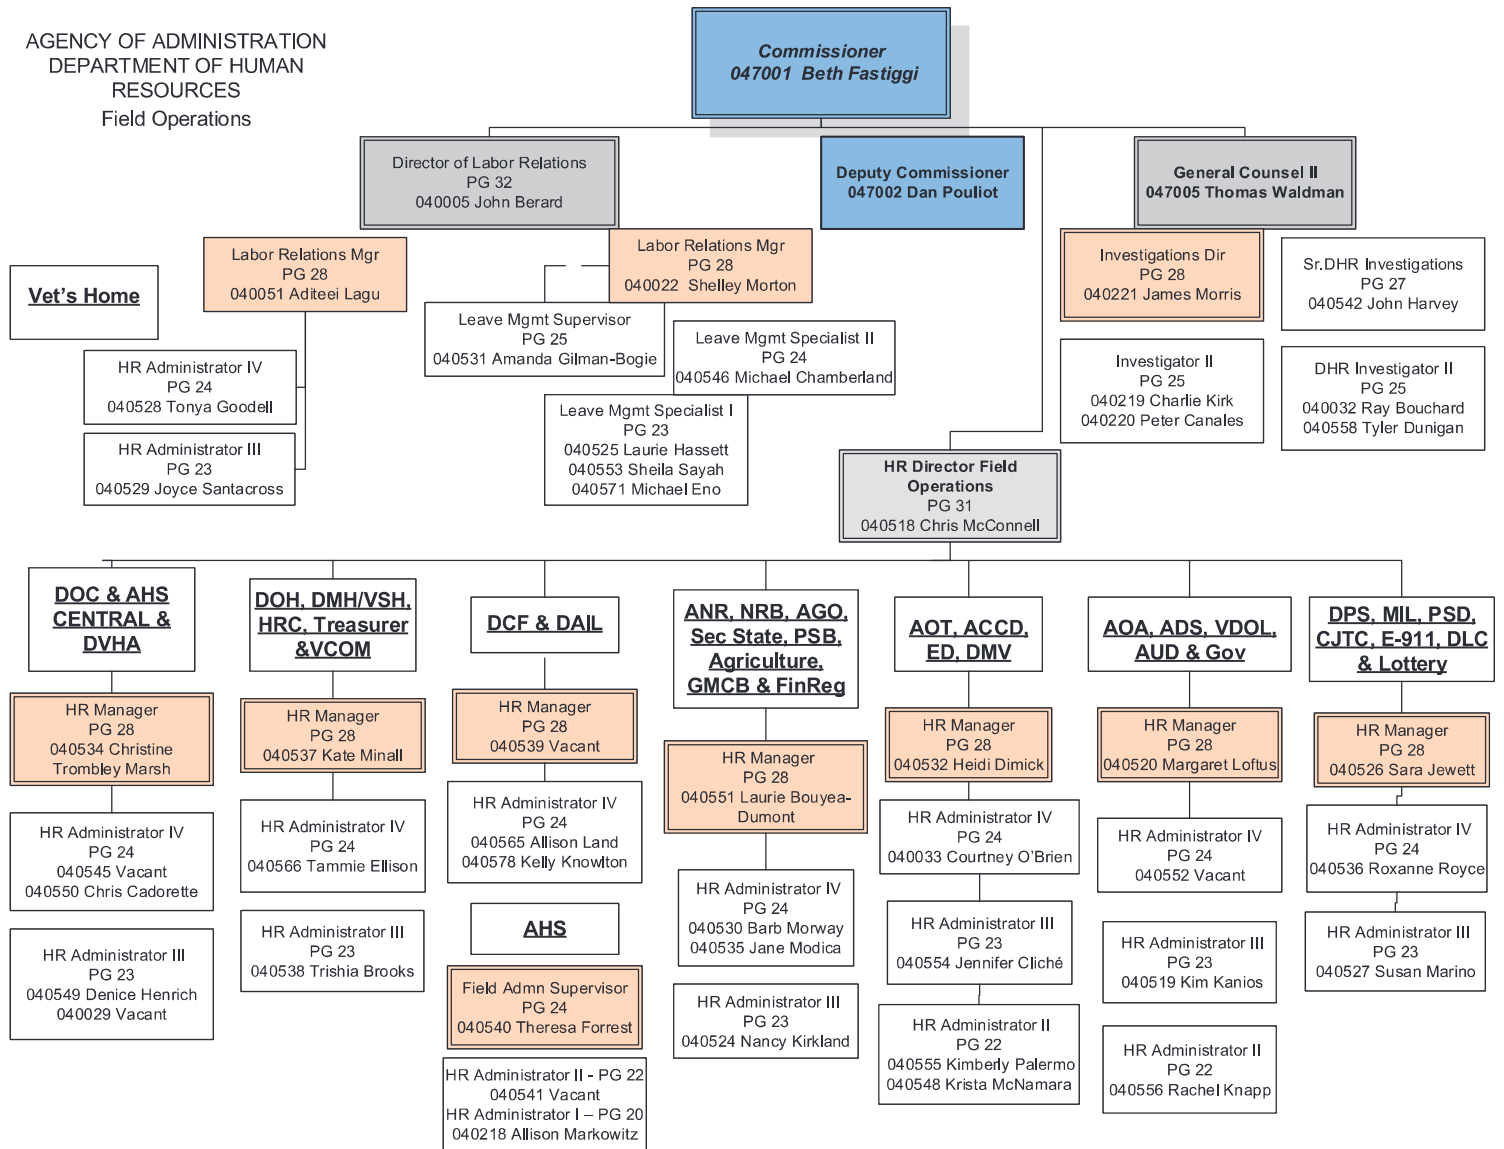 AGENCY OF ADMINISTRATION
DEPARTMENT OF HUMAN
RESOURCES
Field Operations
Commissioner
047001 Beth Fastiggi
Director of Labor Relations
PG 32
040005 John Berard
Deputy Commissioner
047002 Dan Pouliot
General Counsel II
047005 Thomas Waldman
Vet's Home
Labor Relations Mgr
PG 28
040051 Aditeei Lagu
Labor Relations Mgr
PG 28
040022 Shelley Morton
Investigations Dir
PG 28
040221 James Morris
Sr.DHR Investigations
PG 27
040542 John Harvey
HR Administrator IV
PG 24
040528 Tonya Goodell
HR Administrator III
PG 23
040529 Joyce Santacross
Leave Mgmt Supervisor
PG 25
040531 Amanda Gilman-Bogie
Leave Mgmt Specialist II
PG 24
040546 Michael Chamberland
Leave Mgmt Specialist I
PG 23
040525 Laurie Hassett
040553 Sheila Sayah
040571 Michael Eno
Investigator II
PG 25
040219 Charlie Kirk
040220 Peter Canales
DHR Investigator II
PG 25
040032 Ray Bouchard
040558 Tyler Dunigan
HR Director Field
Operations
PG 31
040518 Chris McConnell
DOC & AHS
CENTRAL &
DVHA
HR Manager
PG 28
040534 Christine
Trombley Marsh
HR Administrator IV
PG 24
040545 Vacant
040550 Chris Cadorette
HR Administrator III
PG 23
040549 Denice Henrich
040029 Vacant
DOH, DMH/VSH,
HRC, Treasurer
&VCOM
HR Manager
PG 28
040537 Kate Minall
HR Administrator IV
PG 24
040566 Tammie Ellison
HR Administrator III
PG 23
040538 Trishia Brooks
DCF & DAIL
HR Manager
PG 28
040539 Vacant
HR Administrator IV
PG 24
040565 Allison Land
040578 Kelly Knowlton
AHS
Field Admn Supervisor
PG 24
040540 Theresa Forrest
HR Administrator II - PG 22
040541 Vacant
HR Administrator I – PG 20
040218 Allison Markowitz
ANR, NRB, AGO,
Sec State, PSB,
Agriculture,
GMCB & FinReg
HR Manager
PG 28
040551 Laurie Bouyea-
Dumont
HR Administrator IV
PG 24
040530 Barb Morway
040535 Jane Modica
HR Administrator III
PG 23
040524 Nancy Kirkland
AOT, ACCD,
ED, DMV
HR Manager
PG 28
040532 Heidi Dimick
HR Administrator IV
PG 24
040033 Courtney O'Brien
HR Administrator III
PG 23
040554 Jennifer Cliché
HR Administrator II
PG 22
040555 Kimberly Palermo
040548 Krista McNamara
AOA, ADS, VDOL,
AUD & Gov
HR Manager
PG 28
040520 Margaret Loftus
HR Administrator IV
PG 24
040552 Vacant
HR Administrator III
PG 23
040519 Kim Kanios
HR Administrator II
PG 22
040556 Rachel Knapp
DPS, MIL, PSD,
CJTC, E-911, DLC
& Lottery
HR Manager
PG 28
040526 Sara Jewett
HR Administrator IV
PG 24
040536 Roxanne Royce
HR Administrator III
PG 23
040527 Susan Marino